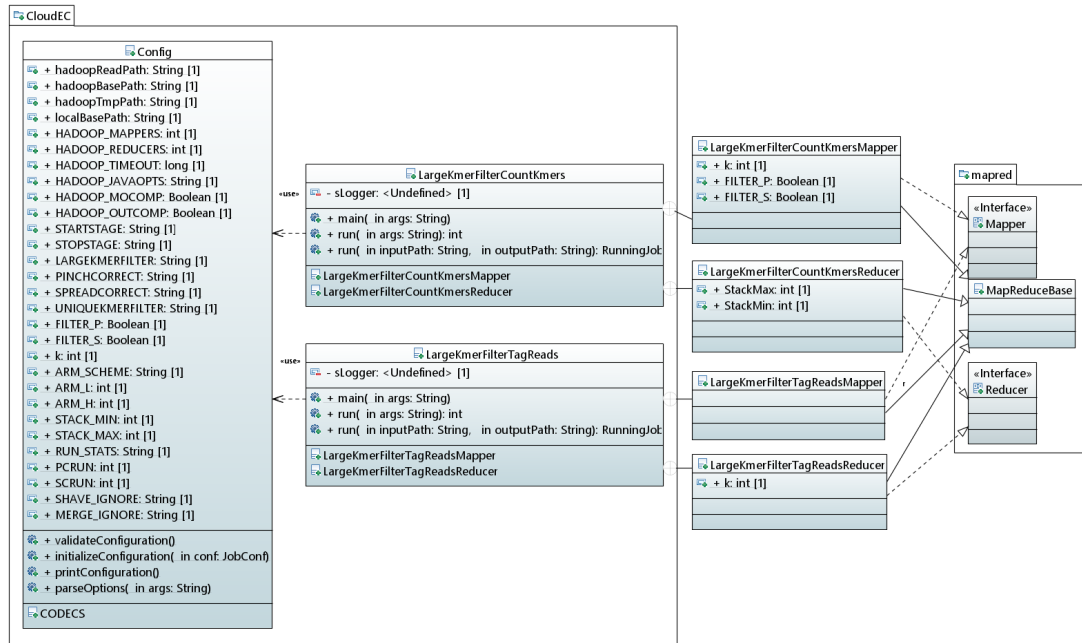 CloudEC
Config
+ hadoopReadPath: String [1]
+ hadoopBasePath: String [1]
+ hadoopTmpPath: String [1]
+ localBasePath: String [1]
+ HADOOP_MAPPERS: int [1]
+ HADOOP_REDUCERS: int [1]
+ HADOOP_TIMEOUT: long [1]
+ HADOOP_JAVAOPTS: String [1]
+ HADOOP_MOCOMP: Boolean [1]
+ HADOOP_OUTCOMP: Boolean [1]
+ STARTSTAGE: String [1]
+ STOPSTAGE: String [1]
+ LARGEKMERFILTER: String [1]
+ PINCHCORRECT: String [1]
+ SPREADCORRECT: String [1]
+ UNIQUEKMERFILTER: String [1]
+ FILTER_P: Boolean [1]
+ FILTER_S: Boolean [1]
+ k: int [1]
+ ARM_SCHEME: String [1]
+ ARM_L: int [1]
+ ARM_H: int [1]
+ STACK_MIN: int [1]
+ STACK_MAX: int [1]
+ RUN_STATS: String [1]
+ PCRUN: int [1]
+ SCRUN: int [1]
+ SHAVE_IGNORE: String [1]
+ MERGE_IGNORE: String [1]
+ validateConfiguration()
+ initializeConfiguration( in conf: JobConf)
+ printConfiguration()
+ parseOptions( in args: String)
CODECS
«use»
LargeKmerFilterCountKmers
- sLogger: <Undefined> [1]
+ main( in args: String)
+ run( in args: String): int
+ run( in inputPath: String, in outputPath: String): RunningJob
LargeKmerFilterCountKmersMapper
LargeKmerFilterCountKmersReducer
«use»
LargeKmerFilterTagReads
- sLogger: <Undefined> [1]
+ main( in args: String)
+ run( in args: String): int
+ run( in inputPath: String, in outputPath: String): RunningJob
LargeKmerFilterTagReadsMapper
LargeKmerFilterTagReadsReducer
LargeKmerFilterCountKmersMapper
+ k: int [1]
+ FILTER_P: Boolean [1]
+ FILTER_S: Boolean [1]
LargeKmerFilterCountKmersReducer
+ StackMax: int [1]
+ StackMin: int [1]
LargeKmerFilterTagReadsMapper
r
LargeKmerFilterTagReadsReducer
+ k: int [1]
mapred
«Interface»
Mapper
MapReduceBase
«Interface»
Reducer